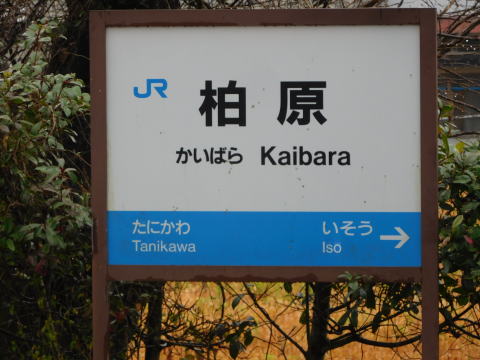 JR
柏原
かいばら Kaibara
たにかわ いそう →
Tanikawa Isō